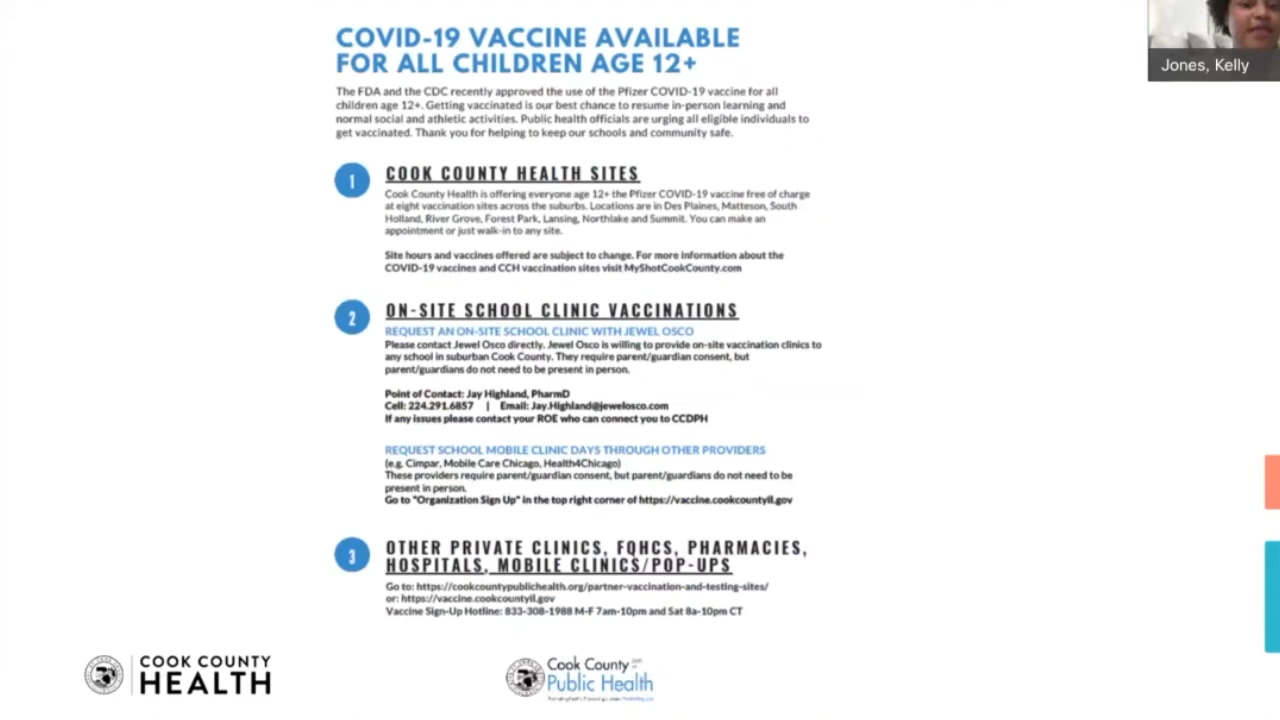 COVID-19 VACCINE AVAILABLE
FOR ALL CHILDREN AGE 12+
Jones, Kelly
The FDA and the CDC recently approved the use of the Pfizer COVID-19 vaccine for all
children age 12+. Getting vaccinated is our best chance to resume in-person learning and
normal social and athletic activities. Public health officials are urging all eligible individuals to
get vaccinated. Thank you for helping to keep our schools and community safe.
1
COOK COUNTY HEALTH SITES
Cook County Health is offering everyone age 12+ the Pfizer COVID-19 vaccine free of charge
at eight vaccination sites across the suburbs. Locations are in Des Plaines, Matteson, South
Holland, River Grove, Forest Park, Lansing, Northlake and Summit. You can make an
appointment or just walk-in to any site.
Site hours and vaccines offered are subject to change. For more information about the
COVID-19 vaccines and CCH vaccination sites visit MyShotCookCounty.com
2
ON-SITE SCHOOL CLINIC VACCINATIONS
REQUEST AN ON-SITE SCHOOL CLINIC WITH JEWEL OSCO
Please contact Jewel Osco directly. Jewel Osco is willing to provide on-site vaccination clinics to
any school in suburban Cook County. They require parent/guardian consent, but
parent/guardians do not need to be present in person.
Point of Contact: Jay Highland, PharmD
Cell: 224.291.6857 | Email: Jay.Highland@jewelosco.com
If any issues please contact your ROE who can connect you to CCDPH
REQUEST SCHOOL MOBILE CLINIC DAYS THROUGH OTHER PROVIDERS
(e.g. Cimpar, Mobile Care Chicago, Health4Chicago)
These providers require parent/guardian consent, but parent/guardians do not need to be
present in person.
Go to "Organization Sign Up" in the top right corner of https://vaccine.cookcountyil.gov
3
OTHER PRIVATE CLINICS, FQHCS, PHARMACIES,
HOSPITALS, MOBILE CLINICS/POP-UPS
Go to: https://cookcountypublichealth.org/partner-vaccination-and-testing-sites/
or: https://vaccine.cookcountyil.gov
Vaccine Sign-Up Hotline: 833-308-1988 M-F 7am-10pm and Sat 8a-10pm CT
COOK COUNTY
HEALTH
Cook County
Public Health